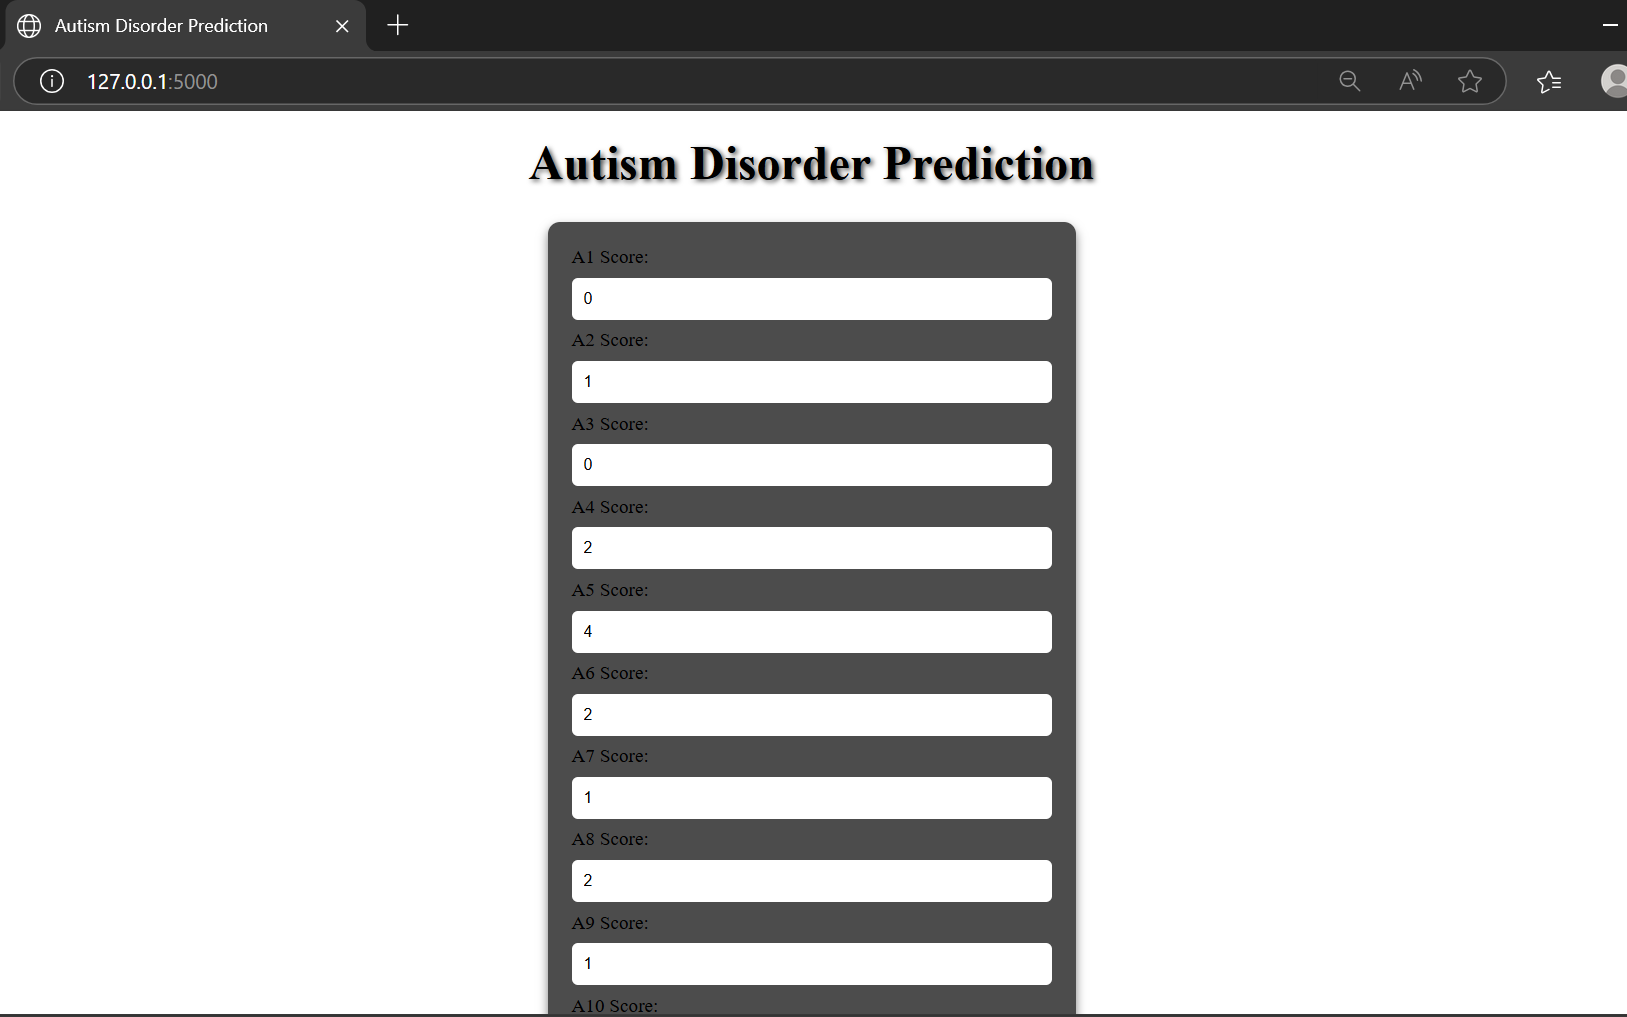 Autism Disorder Prediction
127.0.0.1:5000
Autism Disorder Prediction
A1 Score:
0
A2 Score:
1
A3 Score:
0
A4 Score:
2
A5 Score:
4
A6 Score:
2
A7 Score:
1
A8 Score:
2
A9 Score:
1
A10 Score: